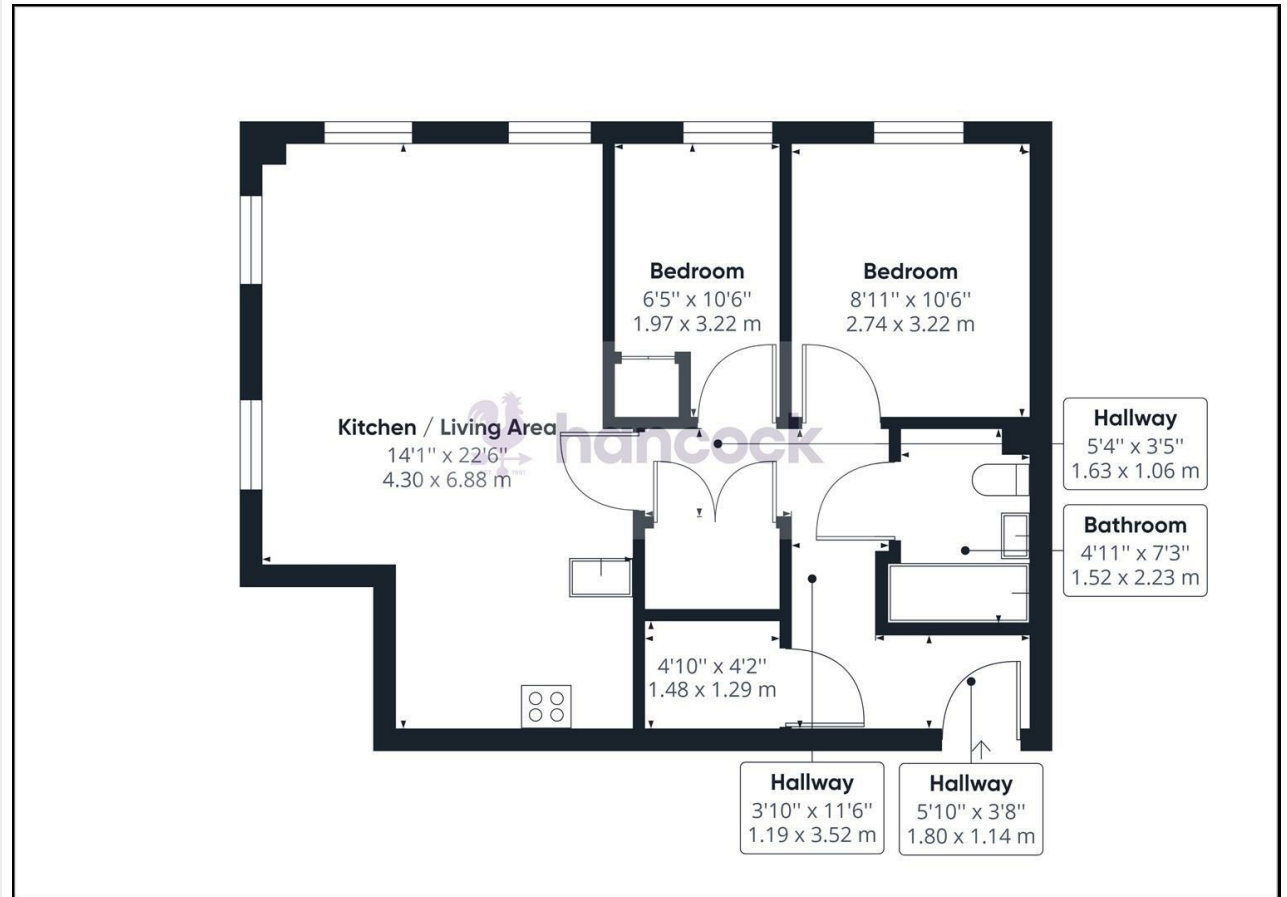 Bedroom
6'5" x 10'6"
1.97 x 3.22 m
Bedroom
8'11" x 10'6"
2.74 x 3.22 m
Kitchen / Living Area
14'1" x 22'6"
4.30 x 6.88 m
hancock
Hallway
5'4" x 3'5"
1.63 x 1.06 m
Bathroom
4'11" x 7'3"
1.52 x 2.23 m
4'10" x 4'2"
1.48 x 1.29 m
Hallway
3'10" x 11'6"
1.19 x 3.52 m
Hallway
5'10" x 3'8"
1.80 x 1.14 m